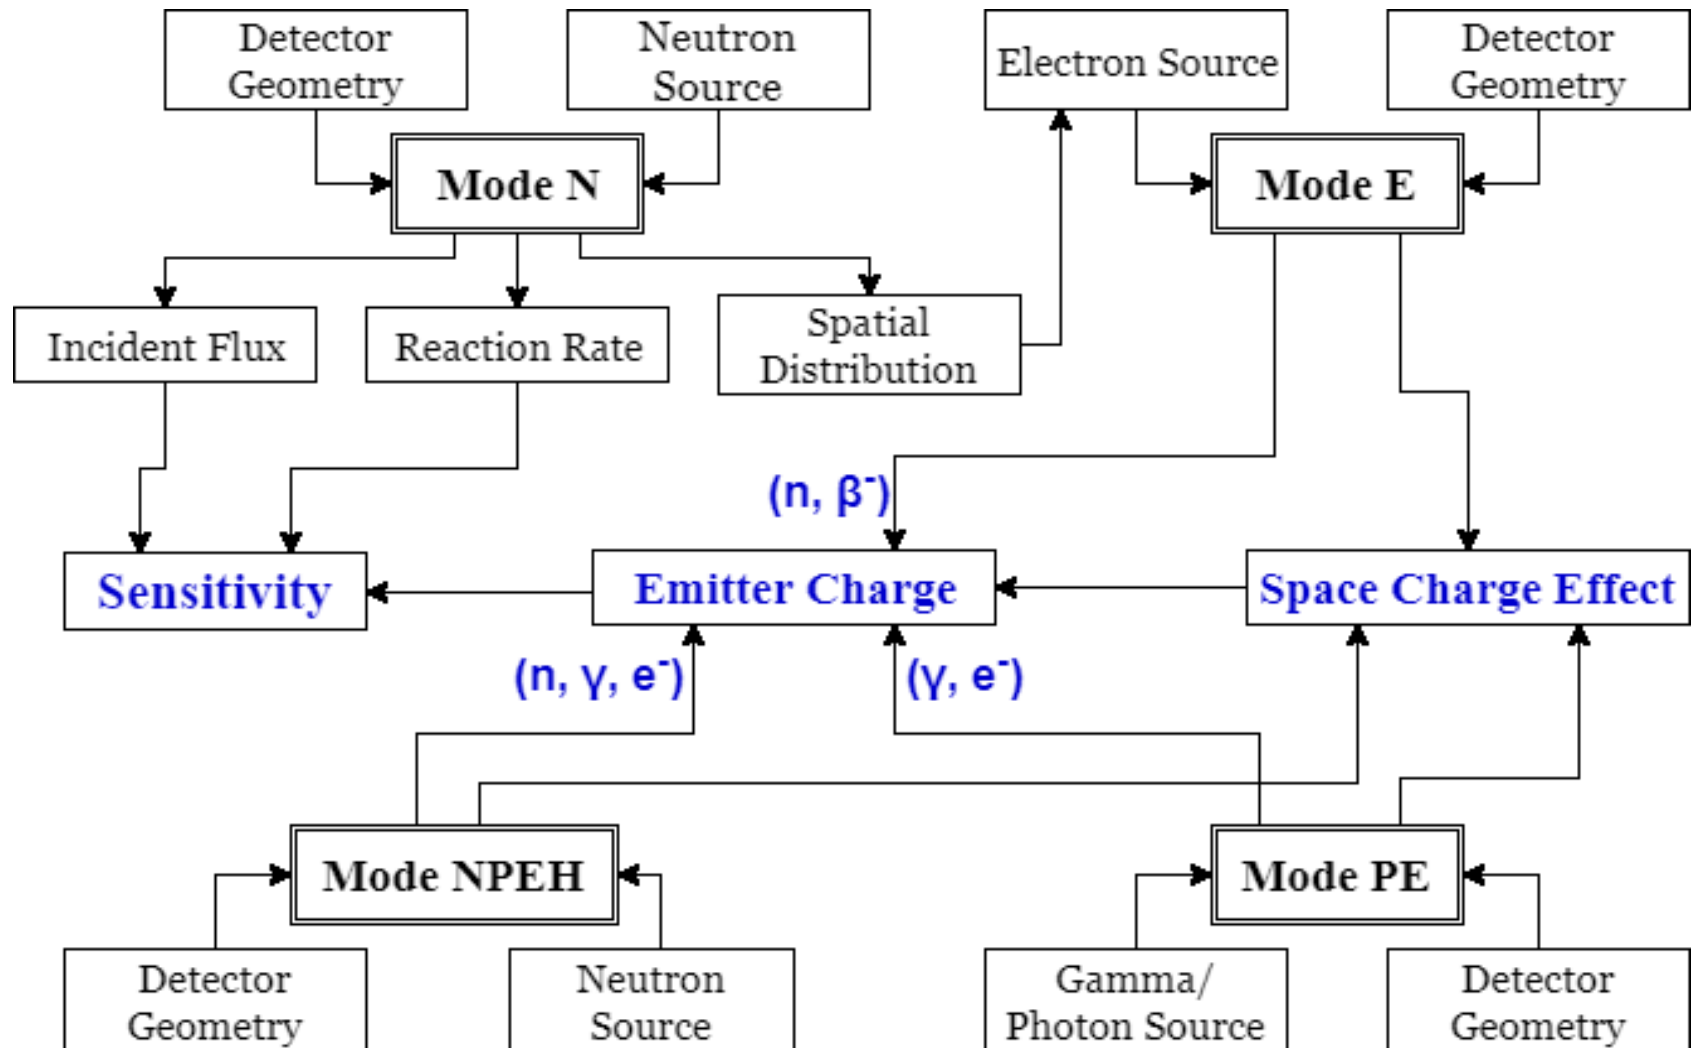 Detector
Geometry
Neutron
Source
Electron Source
Detector
Geometry
Mode N
Mode E
Incident Flux
Reaction Rate
Spatial
Distribution
(n, β⁻)
Sensitivity
Emitter Charge
Space Charge Effect
(n, γ, e⁻)
(γ, e⁻)
Mode NPEH
Mode PE
Detector
Geometry
Neutron
Source
Gamma/
Photon Source
Detector
Geometry